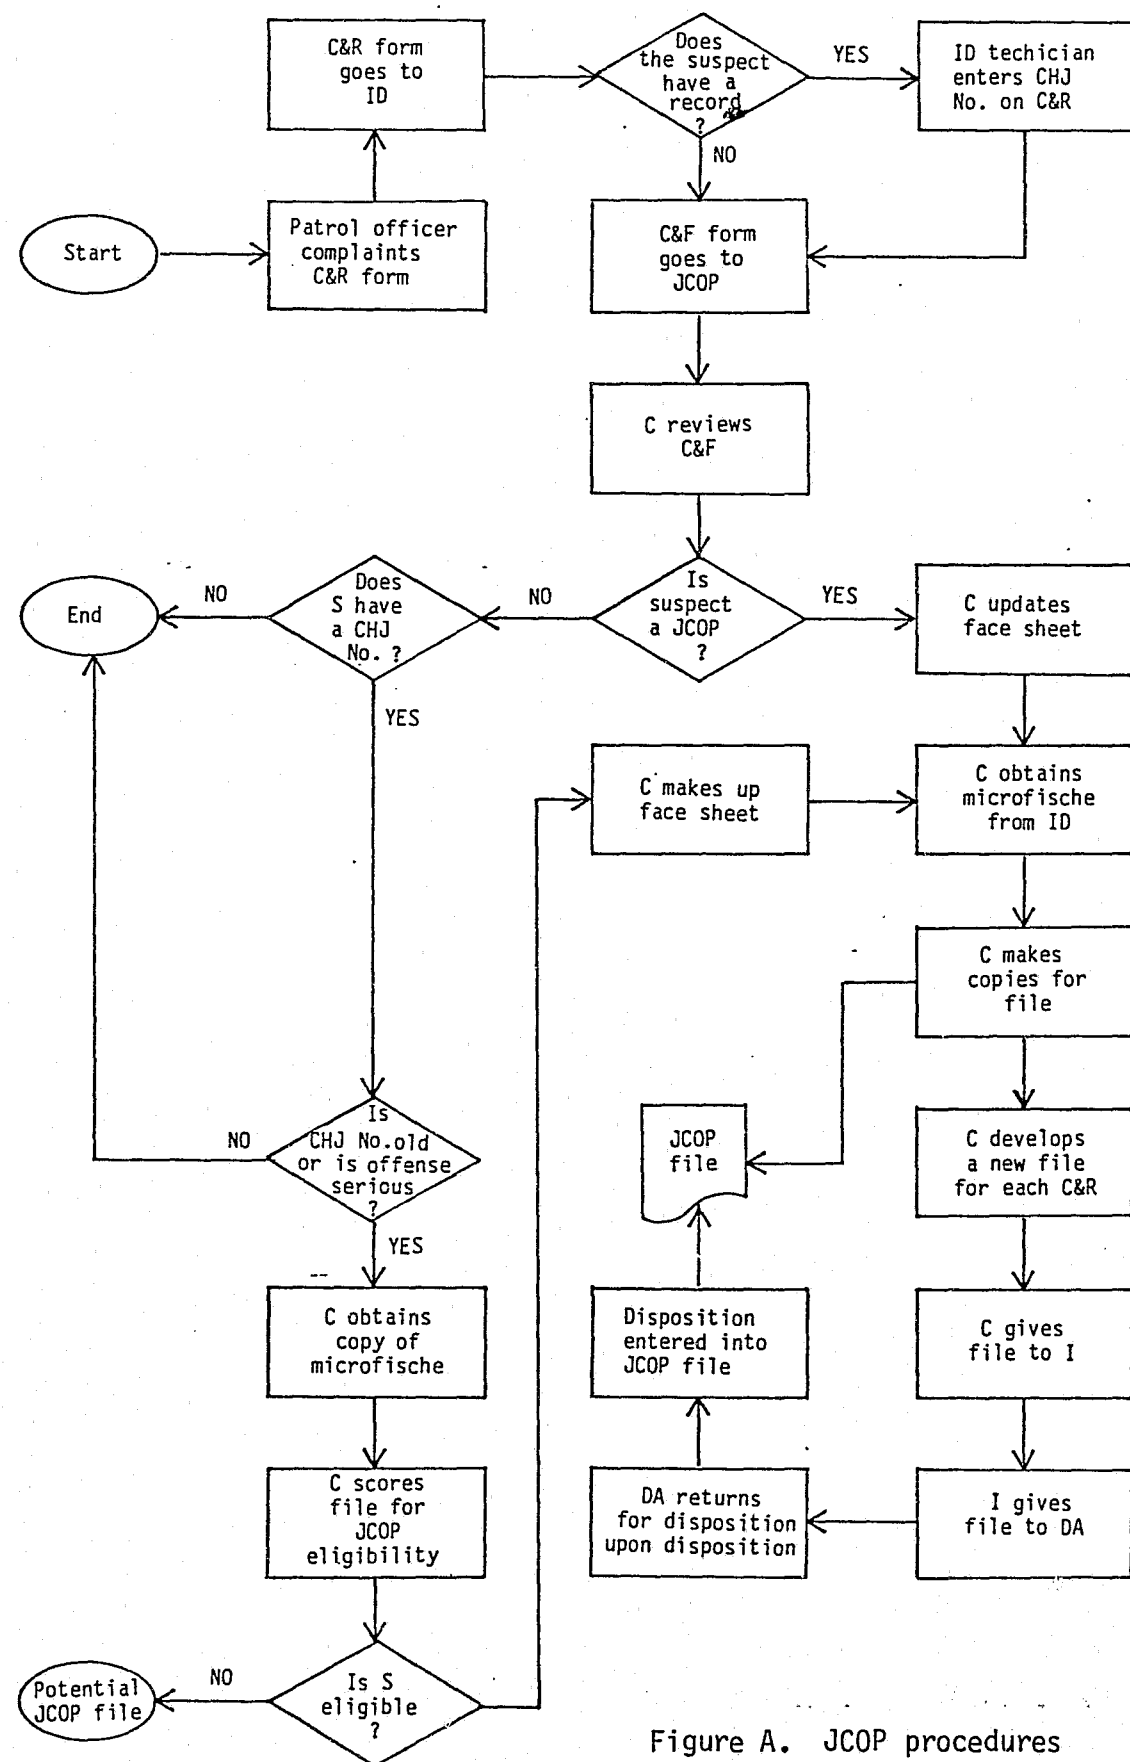 C&R form
goes to
ID
Does
the suspect
have a
record
?
YES
ID techician
enters CHJ
No. on C&R
NO
Start
Patrol officer
complaints
C&R form
C&F form
goes to
JCOP
C reviews
C&F
Is
suspect
a JCOP
?
NO
YES
Does
S have
a CHJ
No. ?
NO
End
YES
C updates
face sheet
C makes up
face sheet
C obtains
microfische
from ID
C makes
copies for
file
JCOP
file
C develops
a new file
for each C&R
Is
CHJ No.old
or is offense
serious
?
NO
YES
C obtains
copy of
microfische
Disposition
entered into
JCOP file
C gives
file to I
C scores
file for
JCOP
eligibility
DA returns
for disposition
upon disposition
I gives
file to DA
Is S
eligible
?
NO
Potential
JCOP file
Figure A. JCOP procedures